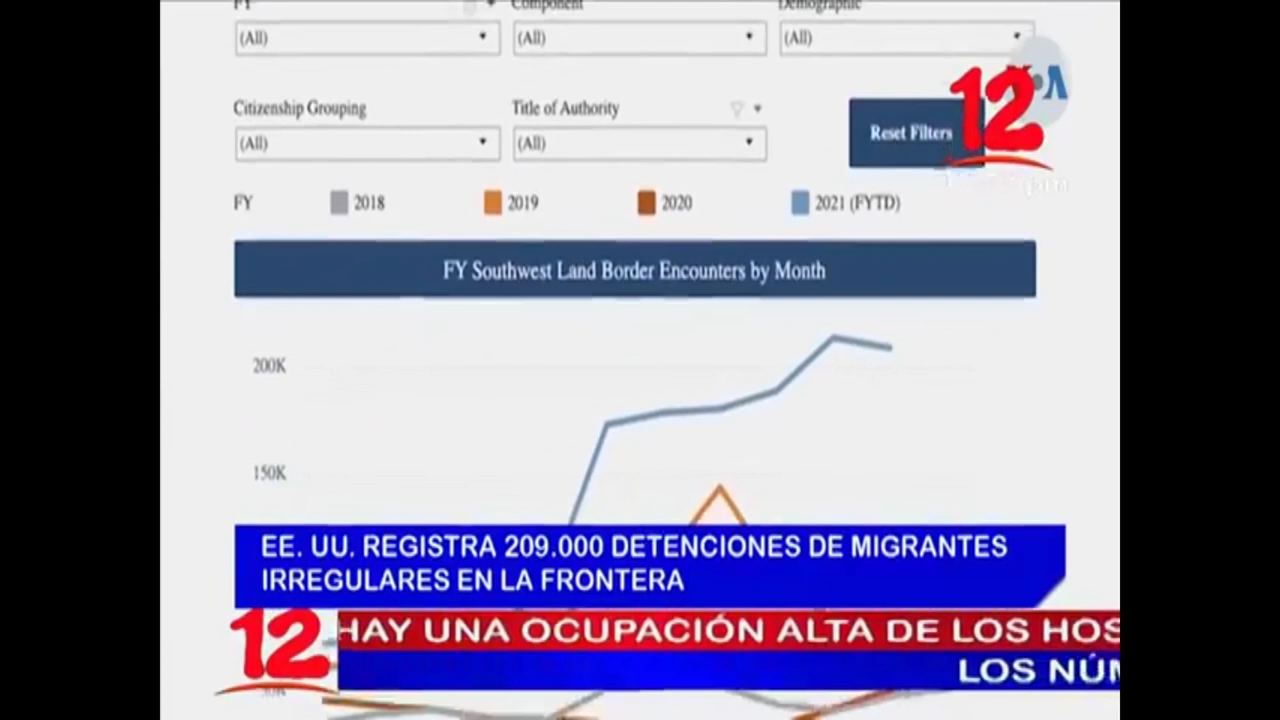 FY
Component
Demographic
(All)
(All)
(All)
Citizenship Grouping
Title of Authority
(All)
(All)
Reset Filters
VOA
12
FY
2018
2019
2020
2021 (FYTD)
FY Southwest Land Border Encounters by Month
200K
150K
EE. UU. REGISTRA 209.000 DETENCIONES DE MIGRANTES
IRREGULARES EN LA FRONTERA
12
HAY UNA OCUPACIÓN ALTA DE LOS HOS
LOS NÚM